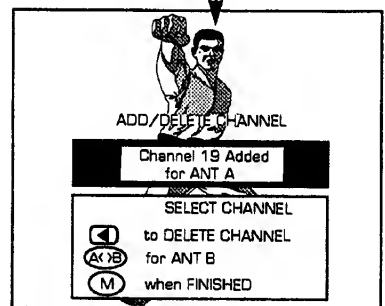 ADD/DELETE CHANNEL
Channel 19 Added
for ANT A
SELECT CHANNEL
to DELETE CHANNEL
A<>B for ANT B
M when FINISHED